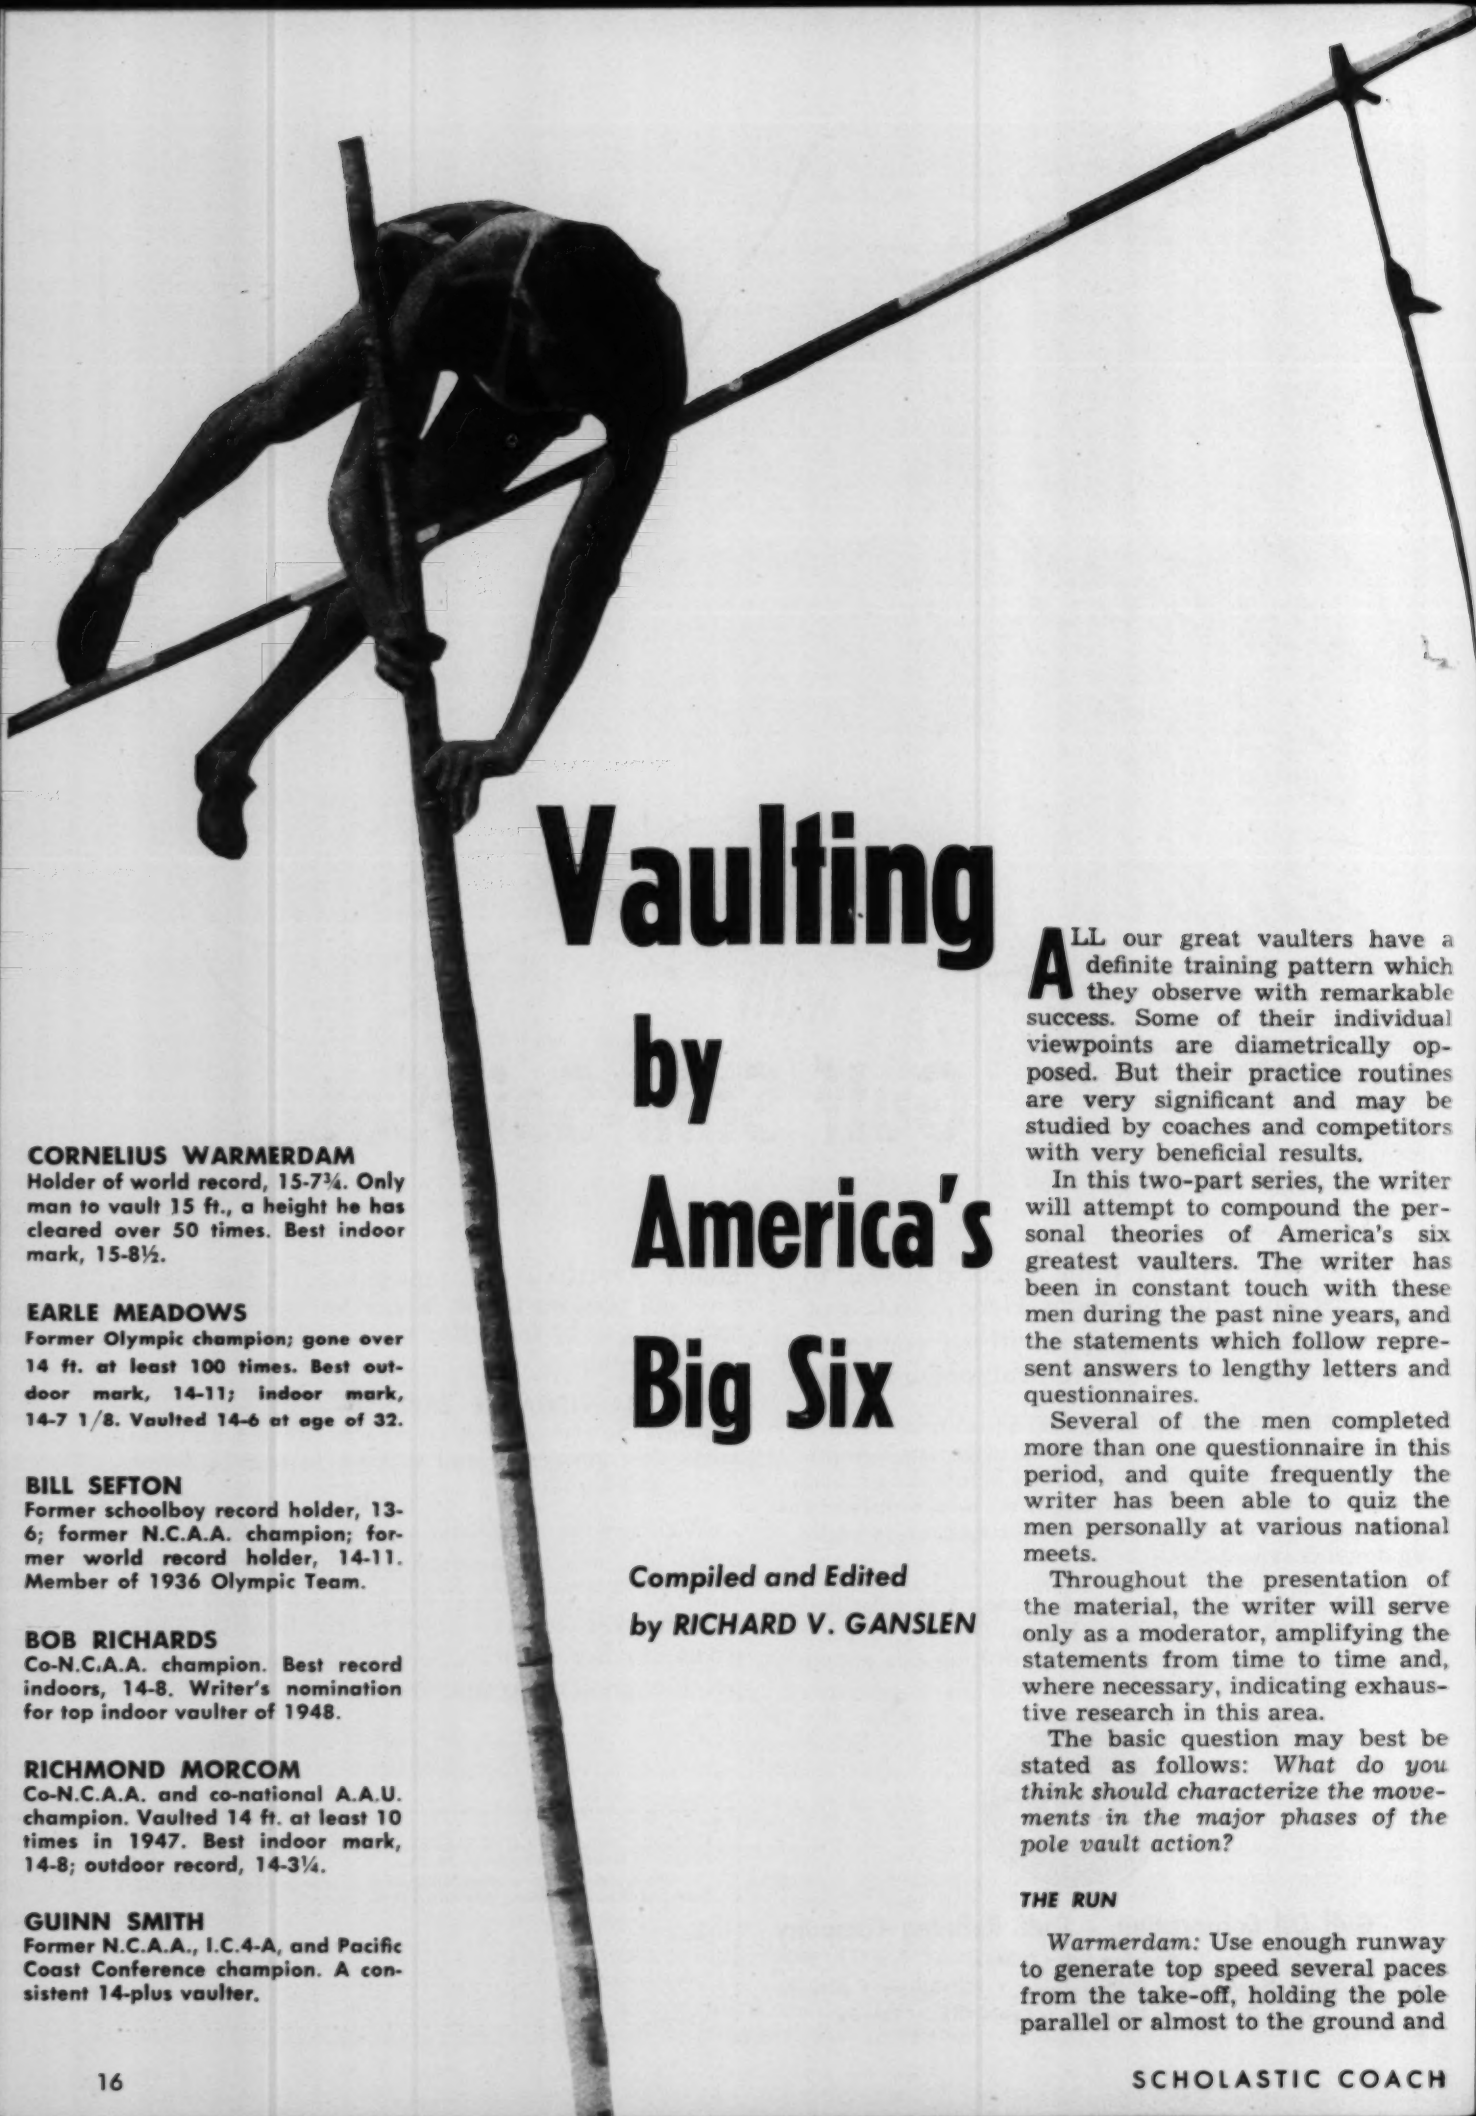 Vaulting
by
America's
Big Six
Compiled and Edited
by RICHARD V. GANSLEN
CORNELIUS WARMERDAM
Holder of world record, 15-7¾. Only
man to vault 15 ft., a height he has
cleared over 50 times. Best indoor
mark, 15-8½.
EARLE MEADOWS
Former Olympic champion; gone over
14 ft. at least 100 times. Best out-
door mark, 14-11; indoor mark,
14-7 1/8. Vaulted 14-6 at age of 32.
BILL SEFTON
Former schoolboy record holder, 13-
6; former N.C.A.A. champion; for-
mer world record holder, 14-11.
Member of 1936 Olympic Team.
BOB RICHARDS
Co-N.C.A.A. champion. Best record
indoors, 14-8. Writer's nomination
for top indoor vaulter of 1948.
RICHMOND MORCOM
Co-N.C.A.A. and co-national A.A.U.
champion. Vaulted 14 ft. at least 10
times in 1947. Best indoor mark,
14-8; outdoor record, 14-3¼.
GUINN SMITH
Former N.C.A.A., I.C.4-A, and Pacific
Coast Conference champion. A con-
sistent 14-plus vaulter.
ALL our great vaulters have a
definite training pattern which
they observe with remarkable
success. Some of their individual
viewpoints are diametrically op-
posed. But their practice routines
are very significant and may be
studied by coaches and competitors
with very beneficial results.
In this two-part series, the writer
will attempt to compound the per-
sonal theories of America's six
greatest vaulters. The writer has
been in constant touch with these
men during the past nine years, and
the statements which follow repre-
sent answers to lengthy letters and
questionnaires.
Several of the men completed
more than one questionnaire in this
period, and quite frequently the
writer has been able to quiz the
men personally at various national
meets.
Throughout the presentation of
the material, the writer will serve
only as a moderator, amplifying the
statements from time to time and,
where necessary, indicating exhaus-
tive research in this area.
The basic question may best be
stated as follows: What do you
think should characterize the move-
ments in the major phases of the
pole vault action?
THE RUN
Warmerdam: Use enough runway
to generate top speed several paces
from the take-off, holding the pole
parallel or almost to the ground and
16
SCHOLASTIC COACH